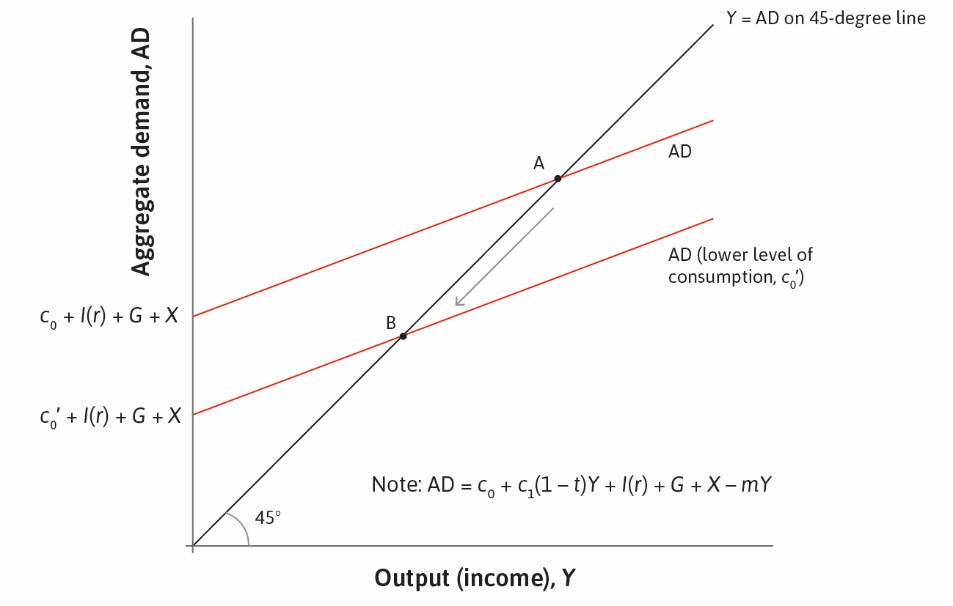 Y = AD on 45-degree line
Aggregate demand, AD
A
AD
AD (lower level of
consumption, c₀′)
c₀ + I(r) + G + X
B
c₀′ + I(r) + G + X
Note: AD = c₀ + c₁(1 – t)Y + I(r) + G + X – mY
45°
Output (income), Y